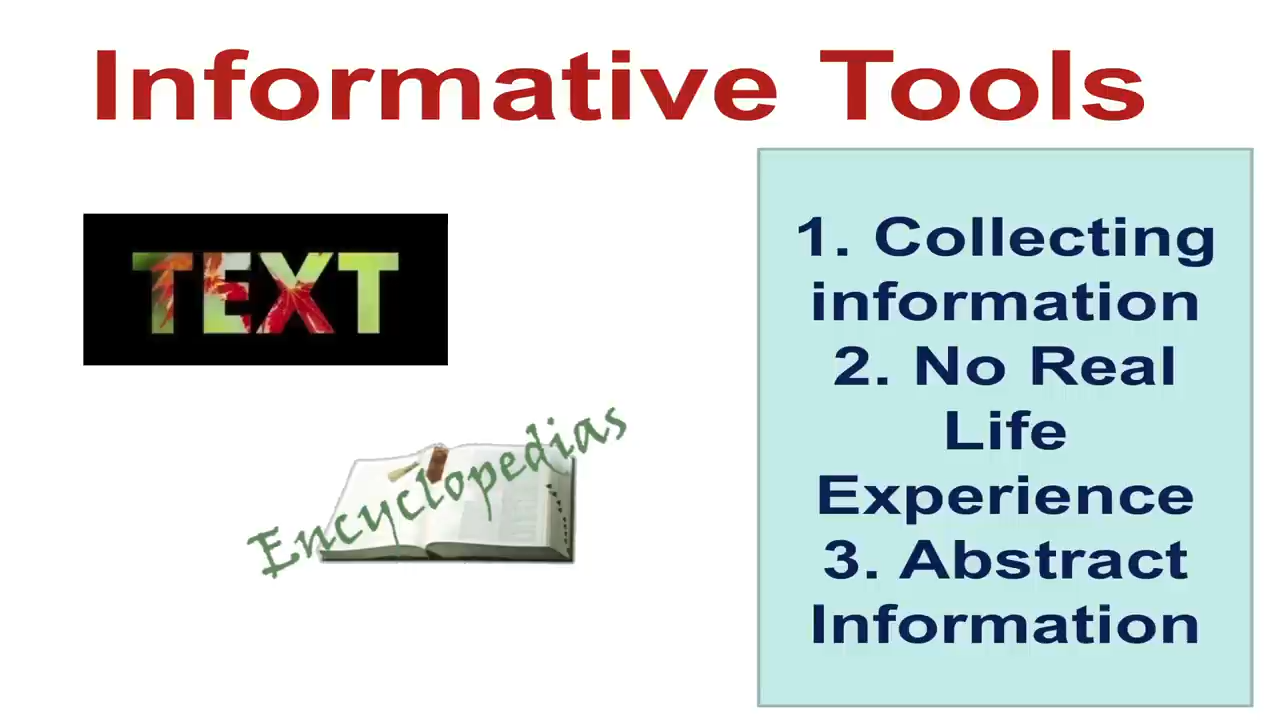 Informative Tools
TEXT
Encyclopedias
1. Collecting
information
2. No Real
Life
Experience
3. Abstract
Information